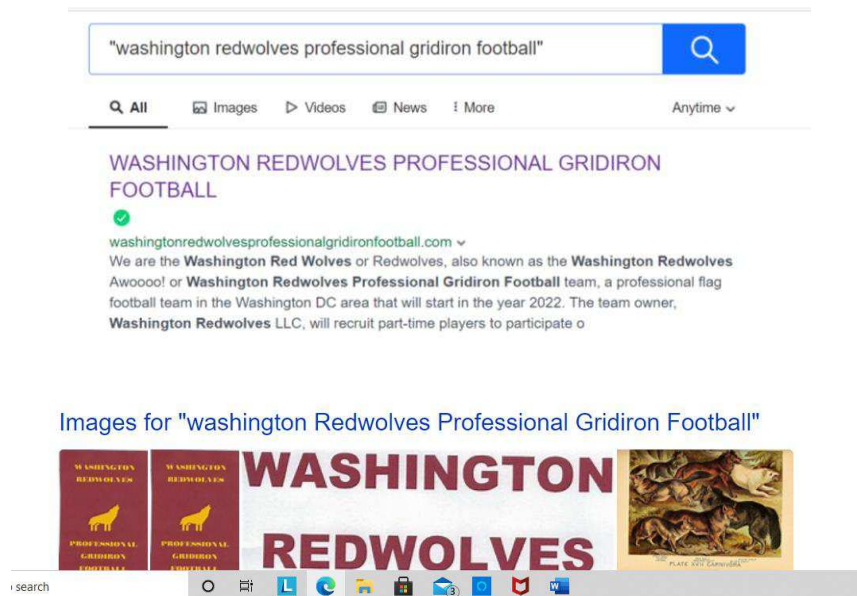 "washington redwolves professional gridiron football"
All Images Videos News More Anytime
WASHINGTON REDWOLVES PROFESSIONAL GRIDIRON
FOOTBALL
washingtonredwolvesprofessionalgridironfootball.com
We are the Washington Red Wolves or Redwolves, also known as the Washington Redwolves
Awoooo! or Washington Redwolves Professional Gridiron Football team, a professional flag
football team in the Washington DC area that will start in the year 2022. The team owner,
Washington Redwolves LLC, will recruit part-time players to participate o
Images for "washington Redwolves Professional Gridiron Football"
WASHINGTON
REDWOLVES
PROFESSIONAL
GRIDIRON
FOOTBALL
WASHINGTON
REDWOLVES
PROFESSIONAL
GRIDIRON
FOOTBALL
WASHINGTON
REDWOLVES
PLATE XVII CARNIVORA
search
L
3
W